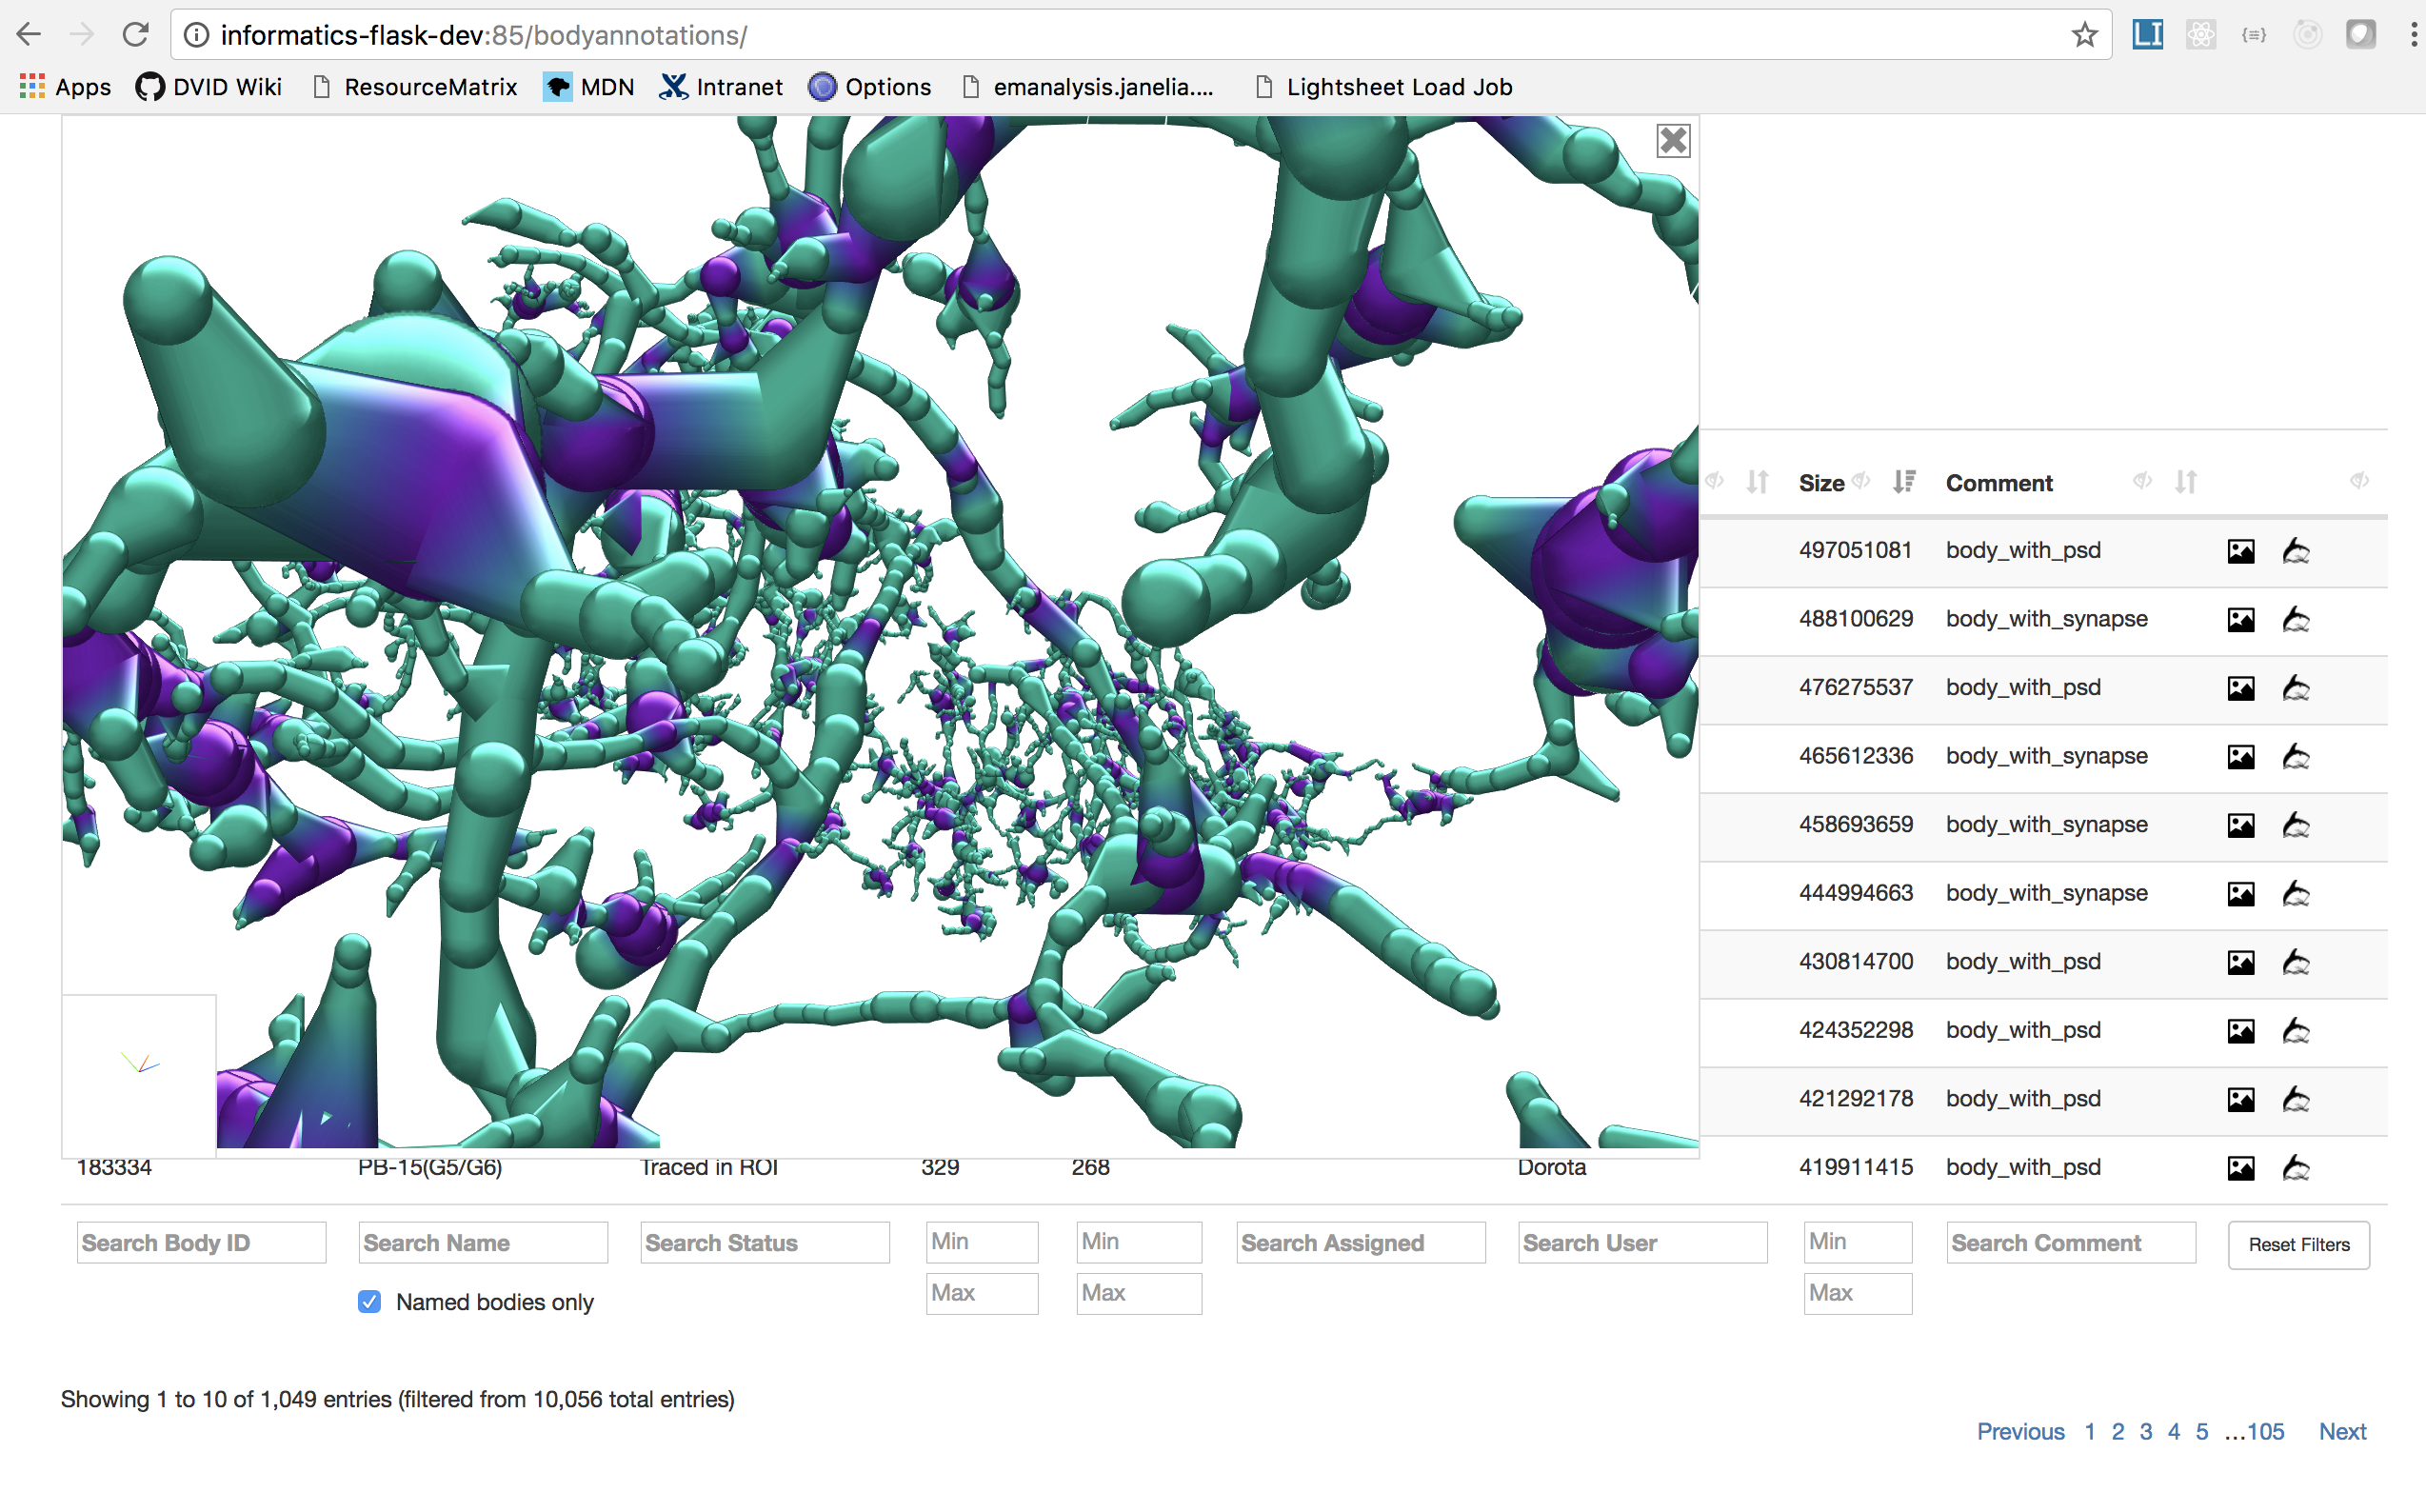 informatics-flask-dev:85/bodyannotations/
LI
Apps DVID Wiki ResourceMatrix MDN Intranet Options emanalysis.janelia.... Lightsheet Load Job
Size Comment
497051081 body_with_psd
488100629 body_with_synapse
476275537 body_with_psd
465612336 body_with_synapse
458693659 body_with_synapse
444994663 body_with_synapse
430814700 body_with_psd
424352298 body_with_psd
421292178 body_with_psd
183334 PB-15(G5/G6) Traced in ROI 329 268 Dorota 419911415 body_with_psd
Search Body ID Search Name Search Status Min Min Search Assigned Search User Min Search Comment Reset Filters
Max Max Max
Named bodies only
Showing 1 to 10 of 1,049 entries (filtered from 10,056 total entries)
Previous 1 2 3 4 5 …105 Next